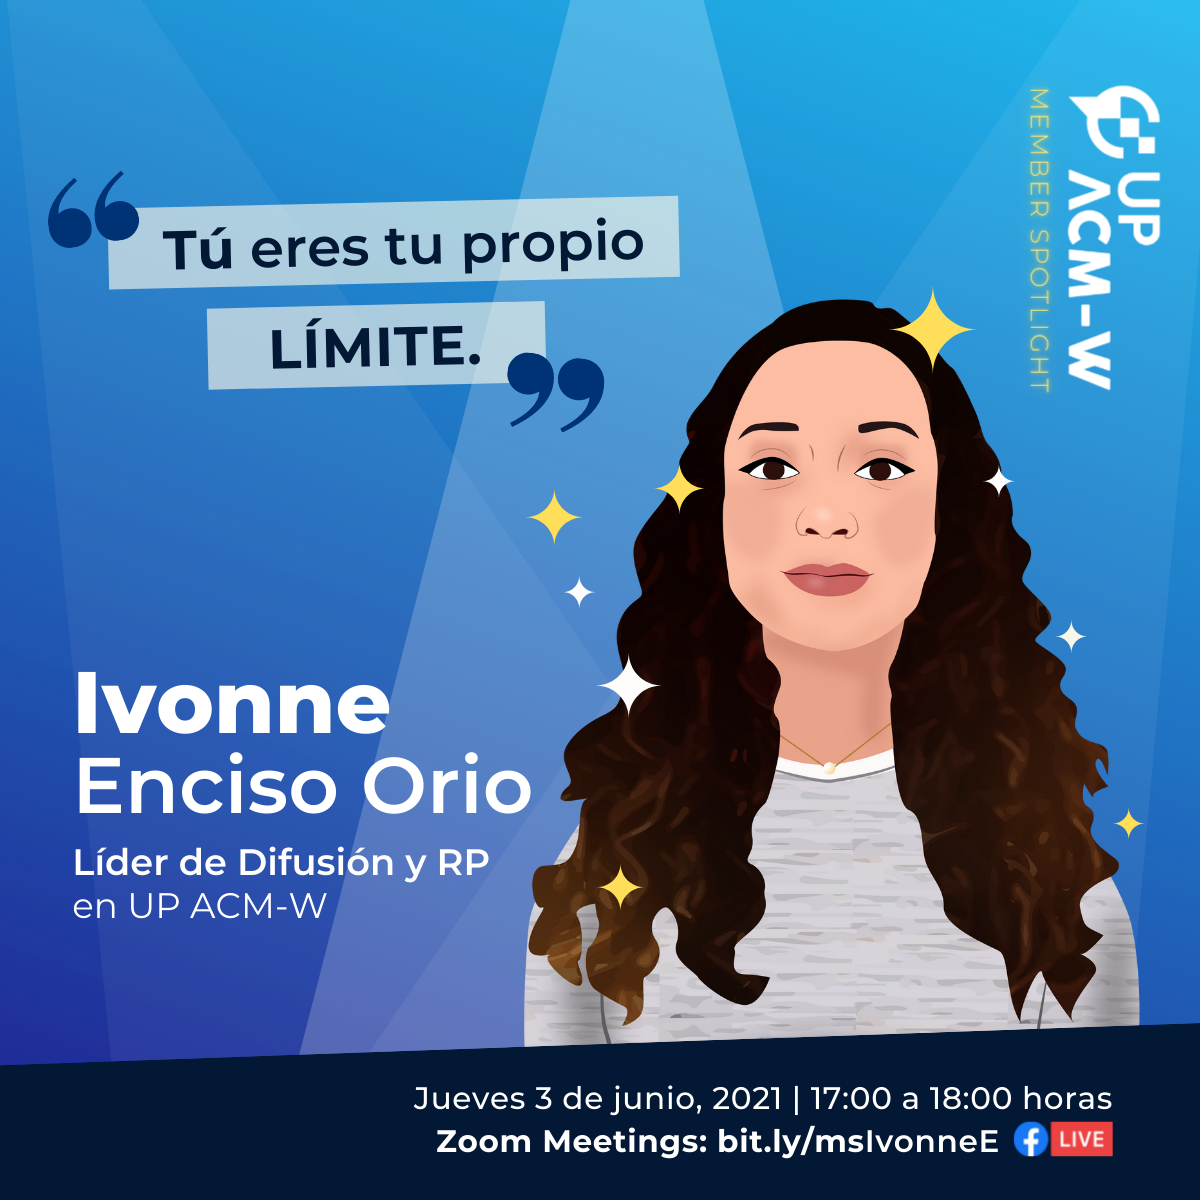 “Tú eres tu propio
LÍMITE.”
UP
ACM-W
MEMBER SPOTLIGHT
Ivonne
Enciso Orio
Líder de Difusión y RP
en UP ACM-W
Jueves 3 de junio, 2021 | 17:00 a 18:00 horas
Zoom Meetings: bit.ly/msIvonneE f LIVE